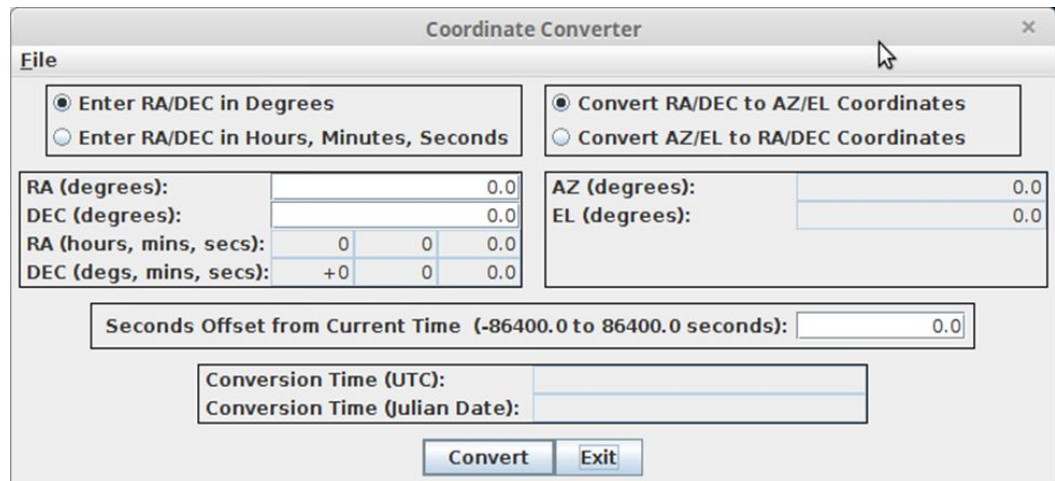 Coordinate Converter
File
Enter RA/DEC in Degrees
Enter RA/DEC in Hours, Minutes, Seconds
Convert RA/DEC to AZ/EL Coordinates
Convert AZ/EL to RA/DEC Coordinates
RA (degrees): 0.0
DEC (degrees): 0.0
RA (hours, mins, secs): 0 0 0.0
DEC (degs, mins, secs): +0 0 0.0
AZ (degrees): 0.0
EL (degrees): 0.0
Seconds Offset from Current Time (-86400.0 to 86400.0 seconds): 0.0
Conversion Time (UTC):
Conversion Time (Julian Date):
Convert Exit